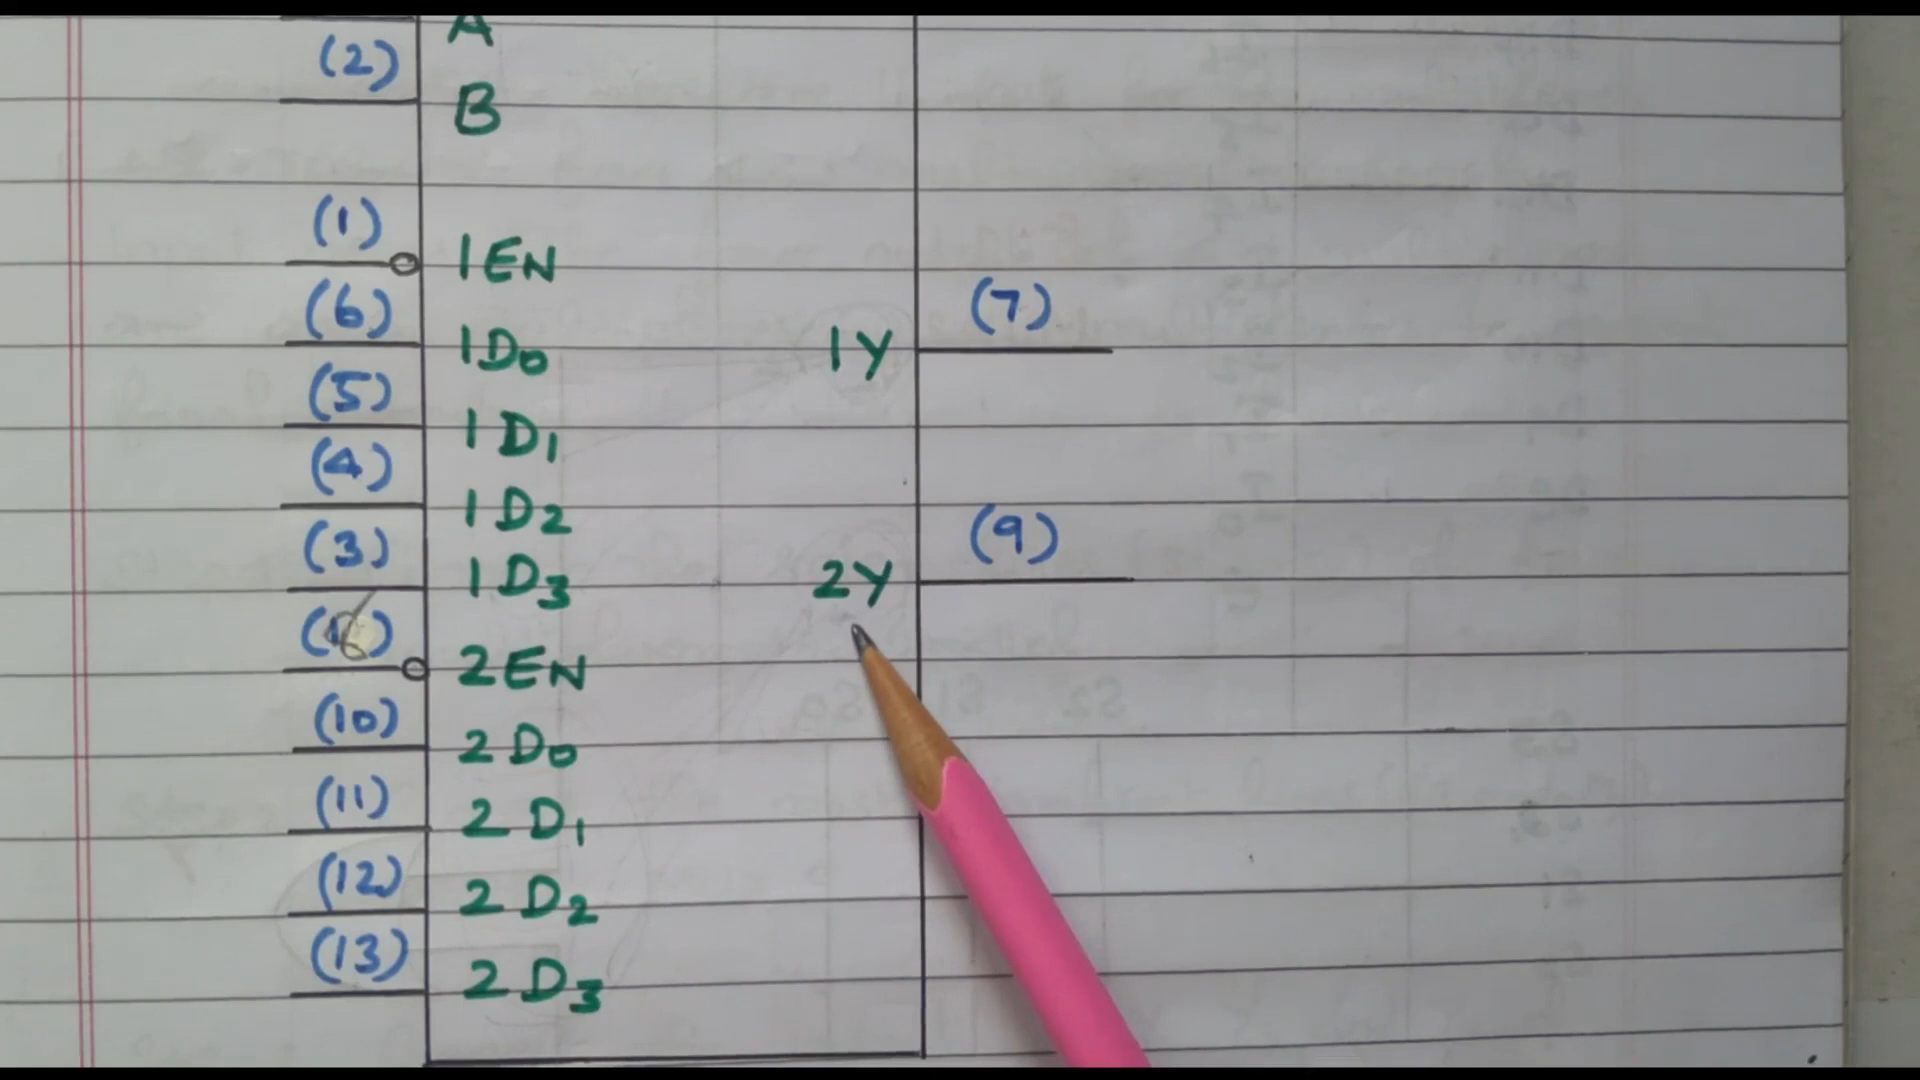 A
(2)
B
(1)
1EN
(6)
1D0
1Y
(7)
(5)
1D1
(4)
1D2
(3)
1D3
2Y
(9)
2EN
(10)
2D0
(11)
2D1
(12)
2D2
(13)
2D3